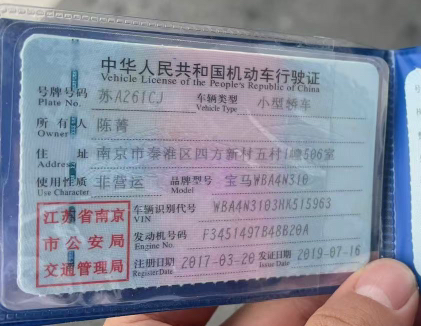 中华人民共和国机动车行驶证
Vehicle License of the People's Republic of China
号牌号码 苏A261CJ 车辆类型 小型轿车
Plate No. Vehicle Type
所有人 陈菁
Owner
住址 南京市秦淮区四方新村五村1幢506室
Address
使用性质 非营运 品牌型号 宝马WBA4N310
Use Character Model
江苏省南京
市公安局
交通管理局
车辆识别代号 WBA4N3103HK515963
VIN
发动机号码 F3451497B48B20A
Engine No.
注册日期 2017-03-20 发证日期 2019-07-16
Register Date Issue Date